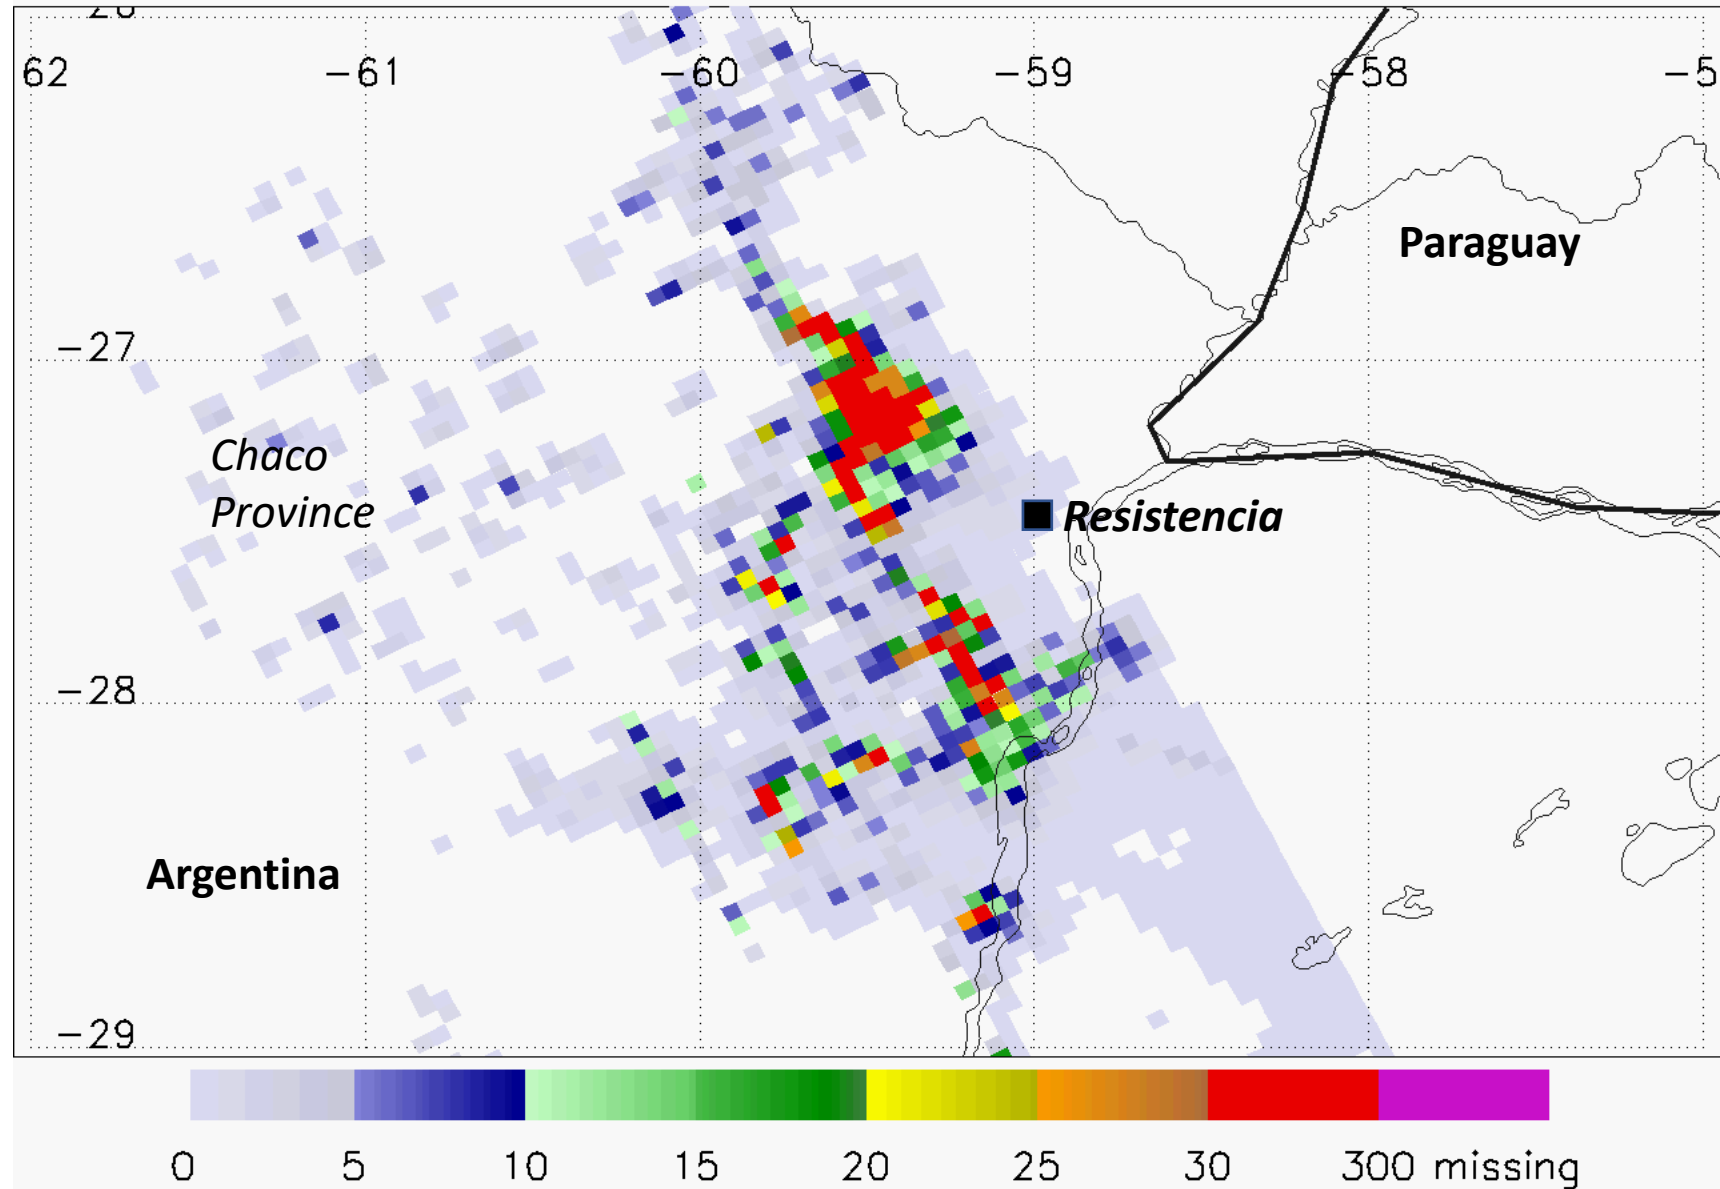 62 -61 -60 -59 -58 -5
Paraguay
-27
Chaco
Province
Resistencia
-28
Argentina
-29
0 5 10 15 20 25 30 300 missing